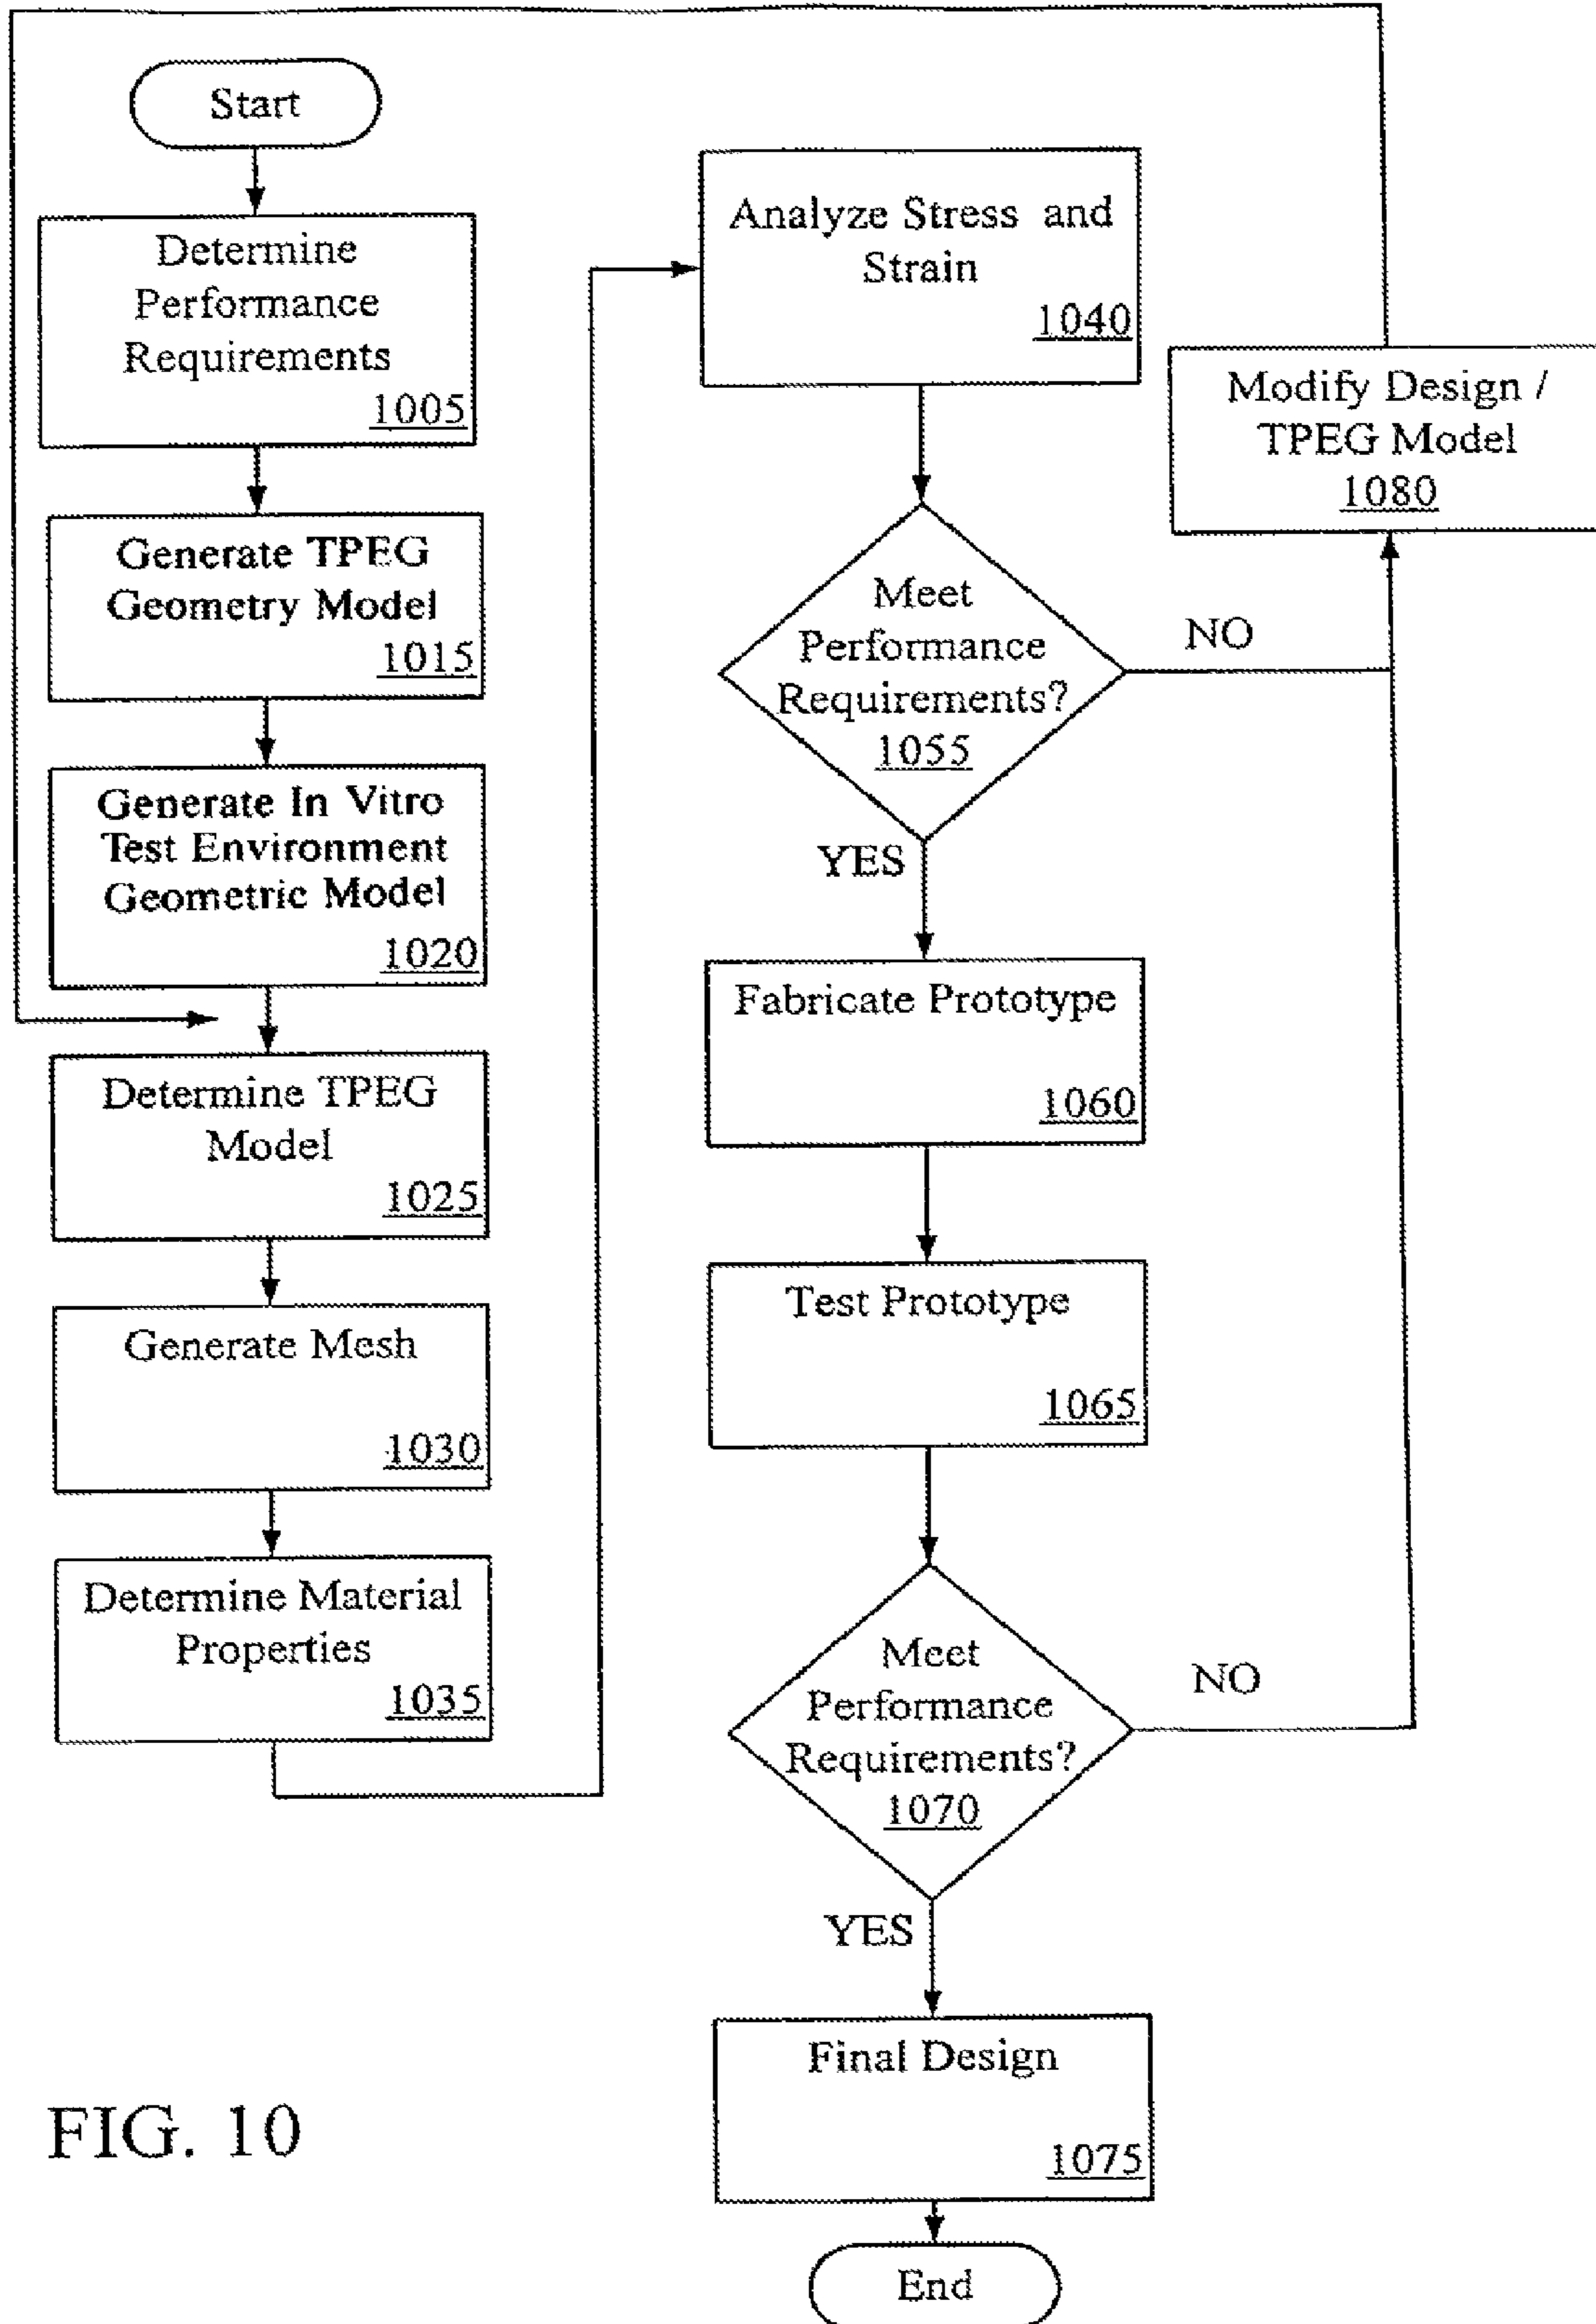 Start
Determine
Performance
Requirements
1005
Generate TPEG
Geometry Model
1015
Generate In Vitro
Test Environment
Geometric Model
1020
Determine TPEG
Model
1025
Generate Mesh
1030
Determine Material
Properties
1035
Analyze Stress and
Strain
1040
Meet
Performance
Requirements?
1055
NO
YES
Modify Design /
TPEG Model
1080
Fabricate Prototype
1060
Test Prototype
1065
Meet
Performance
Requirements?
1070
NO
YES
Final Design
1075
End
FIG. 10